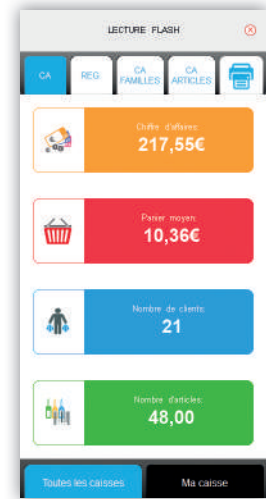 LECTURE FLASH
CA
REG
CA FAMILLES
CA ARTICLES
Chiffre d'affaires:
217,55€
Panier moyen:
10,36€
Nombre de clients:
21
Nombre d'articles:
48,00
Toutes les caisses
Ma caisse